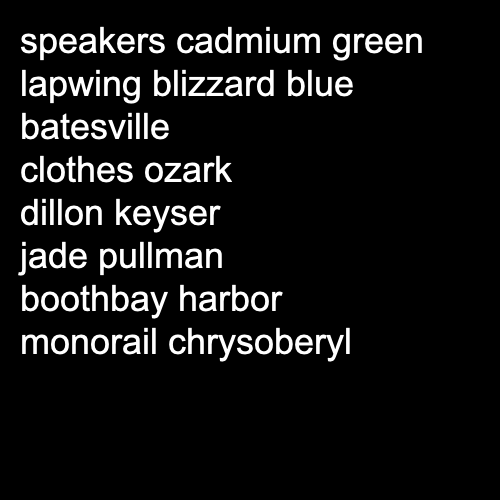 speakers cadmium green
lapwing blizzard blue
batesville
clothes ozark
dillon keyser
jade pullman
boothbay harbor
monorail chrysoberyl